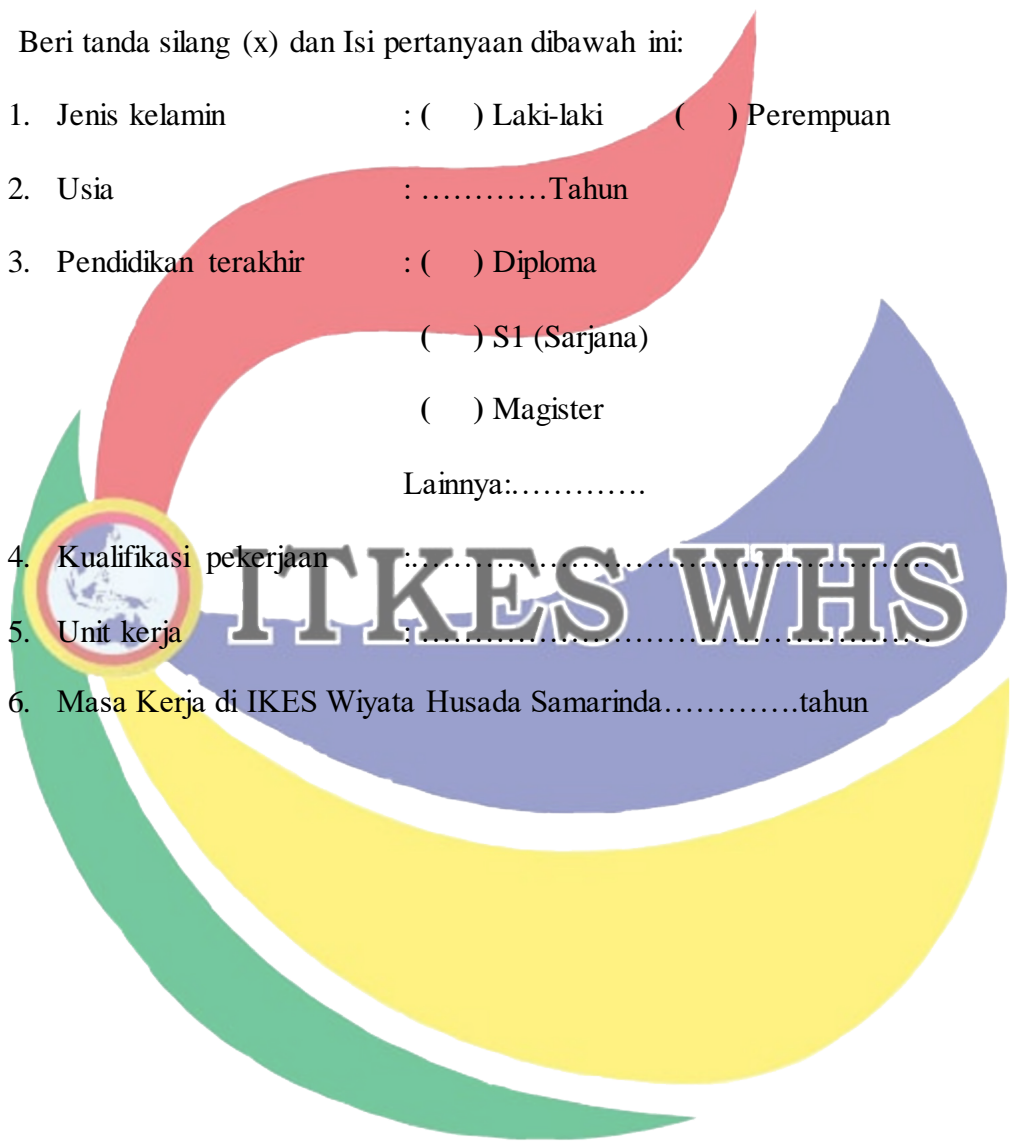 Beri tanda silang (x) dan Isi pertanyaan dibawah ini:
1. Jenis kelamin : ( ) Laki-laki ( ) Perempuan
2. Usia : …………Tahun
3. Pendidikan terakhir : ( ) Diploma
( ) S1 (Sarjana)
( ) Magister
Lainnya:………….
4. Kualifikasi pekerjaan :……………………………………………
5. Unit kerja : ……………………………………………
ITKES WHS
6. Masa Kerja di IKES Wiyata Husada Samarinda………….tahun